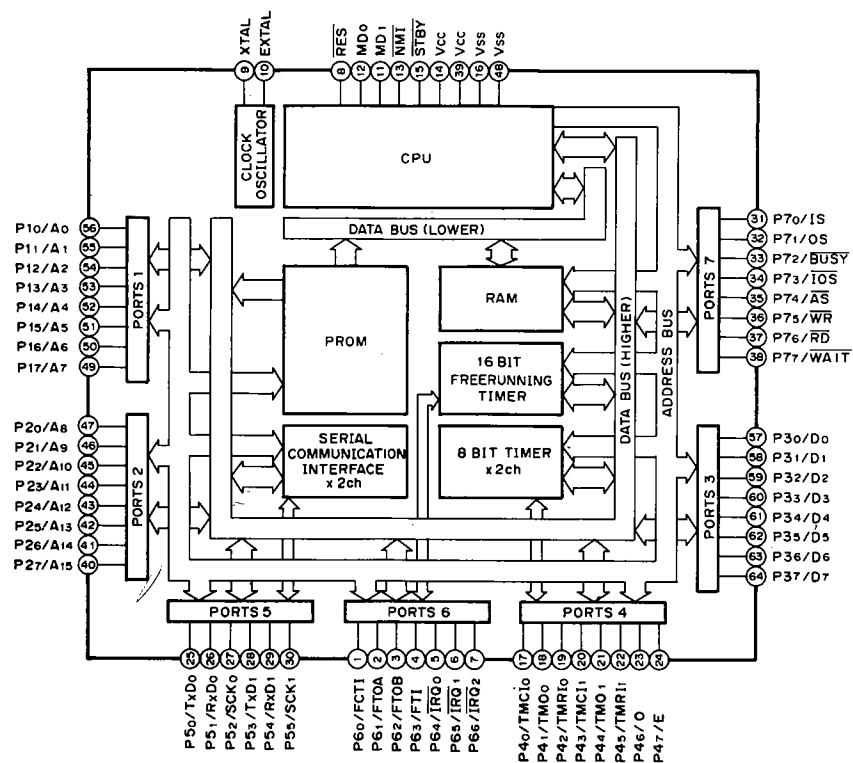 XTAL
EXTAL
RES
MD0
MD1
NMI
STBY
Vcc
Vcc
Vss
Vss
9
10
8
12
11
13
15
14
39
16
48
CLOCK
OSCILLATOR
CPU
DATA BUS (LOWER)
PROM
RAM
16 BIT
FREERUNNING
TIMER
SERIAL
COMMUNICATION
INTERFACE
x 2ch
8 BIT TIMER
x 2ch
DATA BUS (HIGHER)
ADDRESS BUS
PORTS 1
P10/A0 56
P11/A1 55
P12/A2 54
P13/A3 53
P14/A4 52
P15/A5 51
P16/A6 50
P17/A7 49
PORTS 2
P20/A8 47
P21/A9 46
P22/A10 45
P23/A11 44
P24/A12 43
P25/A13 42
P26/A14 41
P27/A15 40
PORTS 7
31 P70/IS
32 P71/OS
33 P72/BUSY
34 P73/IOS
35 P74/AS
36 P75/WR
37 P76/RD
38 P77/WAIT
PORTS 3
57 P30/D0
58 P31/D1
59 P32/D2
60 P33/D3
61 P34/D4
62 P35/D5
63 P36/D6
64 P37/D7
PORTS 5
25 P50/TxD0
26 P51/RxD0
27 P52/SCK0
28 P53/TxD1
29 P54/RxD1
30 P55/SCK1
PORTS 6
1 P60/FCTI
2 P61/FTOA
3 P62/FTOB
4 P63/FTI
5 P64/IRQ0
6 P65/IRQ1
7 P66/IRQ2
PORTS 4
17 P40/TMCI0
18 P41/TMO0
19 P42/TMRI0
20 P43/TMCI1
21 P44/TMO1
22 P45/TMRI1
23 P46/O
24 P47/E